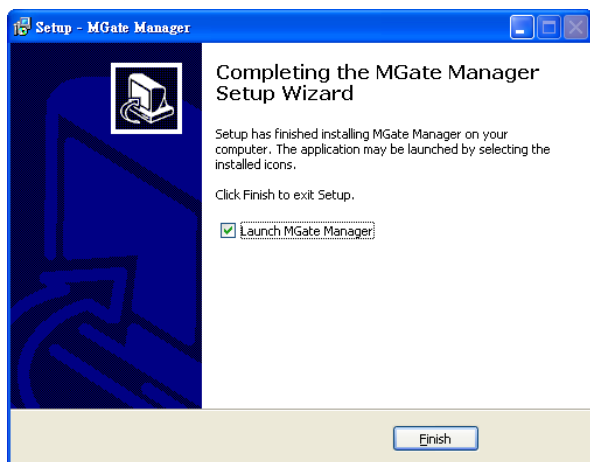 Setup - MGate Manager
Completing the MGate Manager
Setup Wizard
Setup has finished installing MGate Manager on your
computer. The application may be launched by selecting the
installed icons.
Click Finish to exit Setup.
Launch MGate Manager
Finish